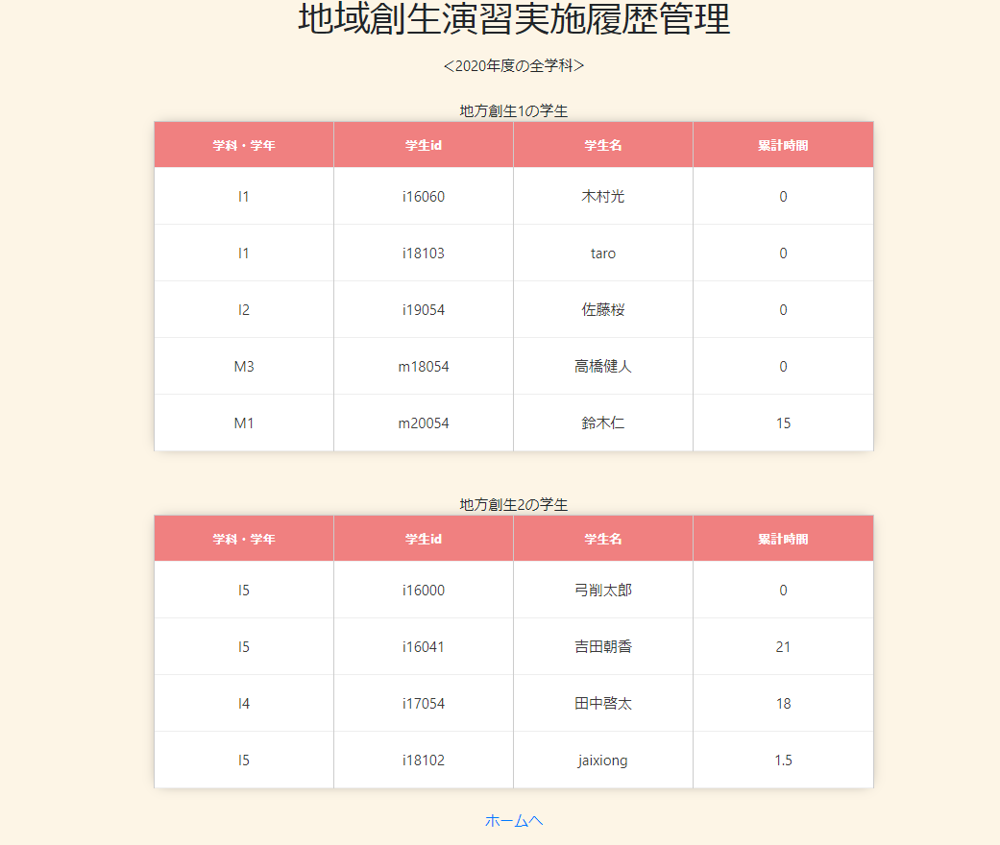 地域創生演習実施履歴管理
＜2020年度の全学科＞
地方創生1の学生
学科・学年 学生id 学生名 累計時間
I1 i16060 木村光 0
I1 i18103 taro 0
I2 i19054 佐藤桜 0
M3 m18054 高橋健人 0
M1 m20054 鈴木仁 15
地方創生2の学生
学科・学年 学生id 学生名 累計時間
I5 i16000 弓削太郎 0
I5 i16041 吉田朝香 21
I4 i17054 田中啓太 18
I5 i18102 jaixiong 1.5
ホームへ